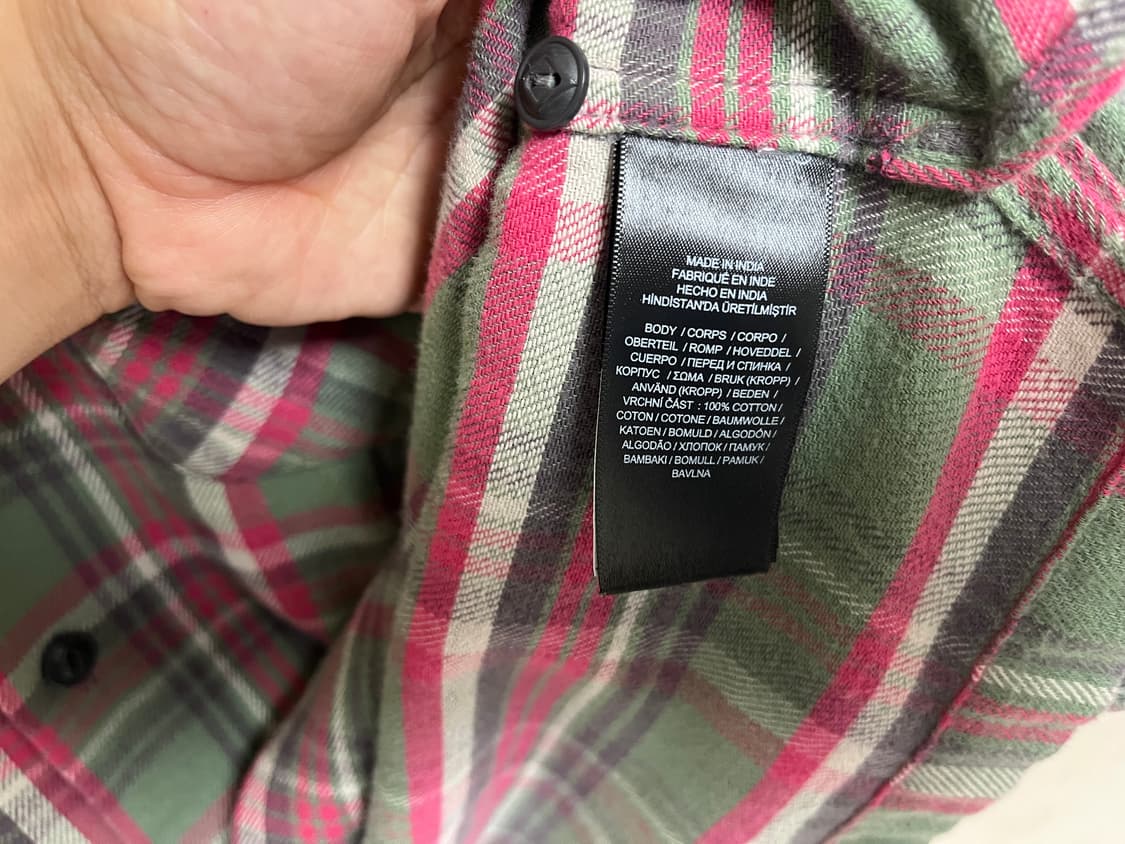 MADE IN INDIA
FABRIQUÉ EN INDE
HECHO EN INDIA
HİNDİSTAN'DA ÜRETİLMİŞTİR
BODY / CORPS / CORPO /
OBERTEIL / ROMP / HOVEDDEL /
CUERPO / ПЕРЕД И СПИНКА /
КОРПУС / ΣΩΜΑ / BRUK (KROPP) /
ANVÄND (KROPP) / BEDEN /
VRCHNÍ ČÁST : 100% COTTON /
COTON / COTONE / BAUMWOLLE /
KATOEN / BOMULD / ALGODÓN /
ALGODÃO / ХЛОПОК / ПАМУК /
BAMBAKI / BOMULL / PAMUK /
BAVLNA